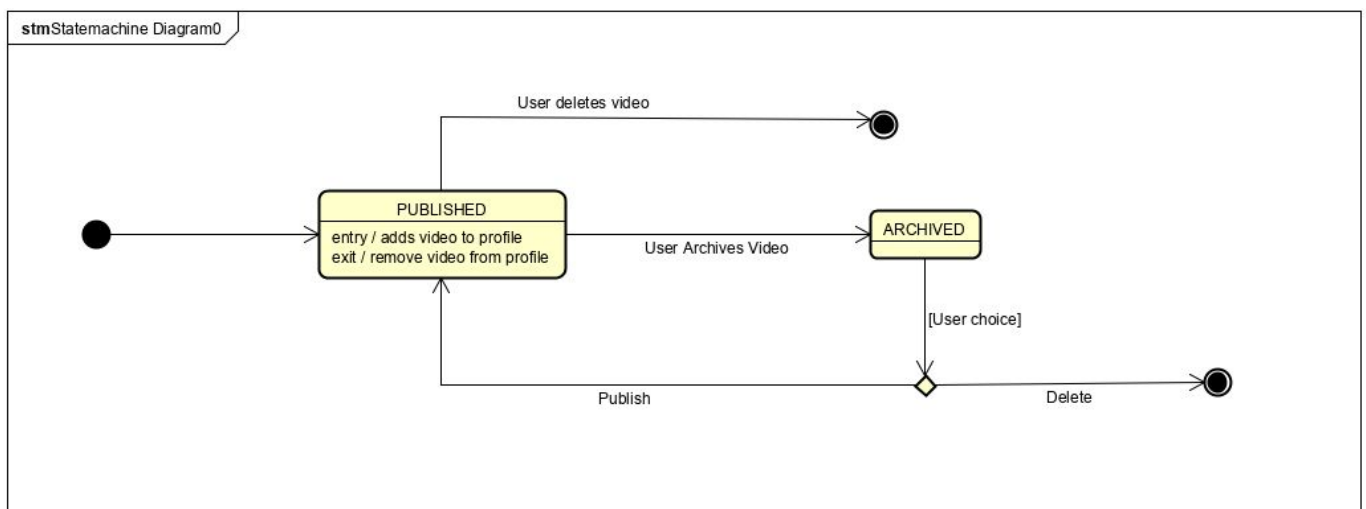 stmStatemachine Diagram0
User deletes video
PUBLISHED
entry / adds video to profile
exit / remove video from profile
User Archives Video
ARCHIVED
[User choice]
Publish
Delete